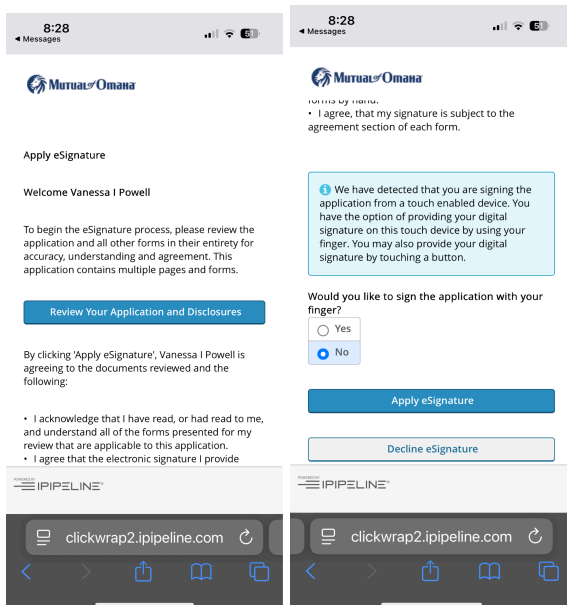 8:28
◀ Messages
51
Mutual of Omaha
Apply eSignature
Welcome Vanessa I Powell
To begin the eSignature process, please review the
application and all other forms in their entirety for
accuracy, understanding and agreement. This
application contains multiple pages and forms.
Review Your Application and Disclosures
By clicking 'Apply eSignature', Vanessa I Powell is
agreeing to the documents reviewed and the
following:
• I acknowledge that I have read, or had read to me,
and understand all of the forms presented for my
review that are applicable to this application.
• I agree that the electronic signature I provide
POWERED BY
IPIPELINE®
clickwrap2.ipipeline.com
8:28
◀ Messages
51
Mutual of Omaha
forms by hand.
• I agree, that my signature is subject to the
agreement section of each form.
We have detected that you are signing the
application from a touch enabled device. You
have the option of providing your digital
signature on this touch device by using your
finger. You may also provide your digital
signature by touching a button.
Would you like to sign the application with your
finger?
Yes
No
Apply eSignature
Decline eSignature
POWERED BY
IPIPELINE®
clickwrap2.ipipeline.com